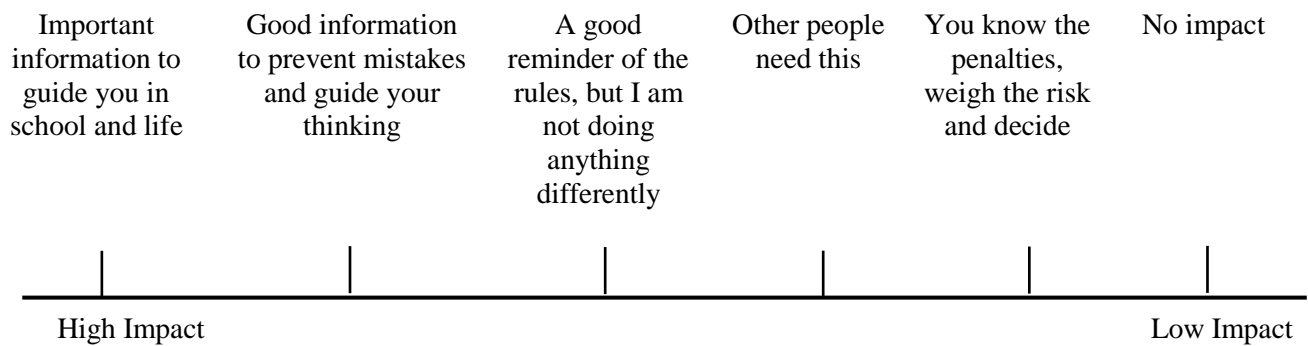 Important
information to
guide you in
school and life
Good information
to prevent mistakes
and guide your
thinking
A good
reminder of the
rules, but I am
not doing
anything
differently
Other people
need this
You know the
penalties,
weigh the risk
and decide
No impact
High Impact
Low Impact